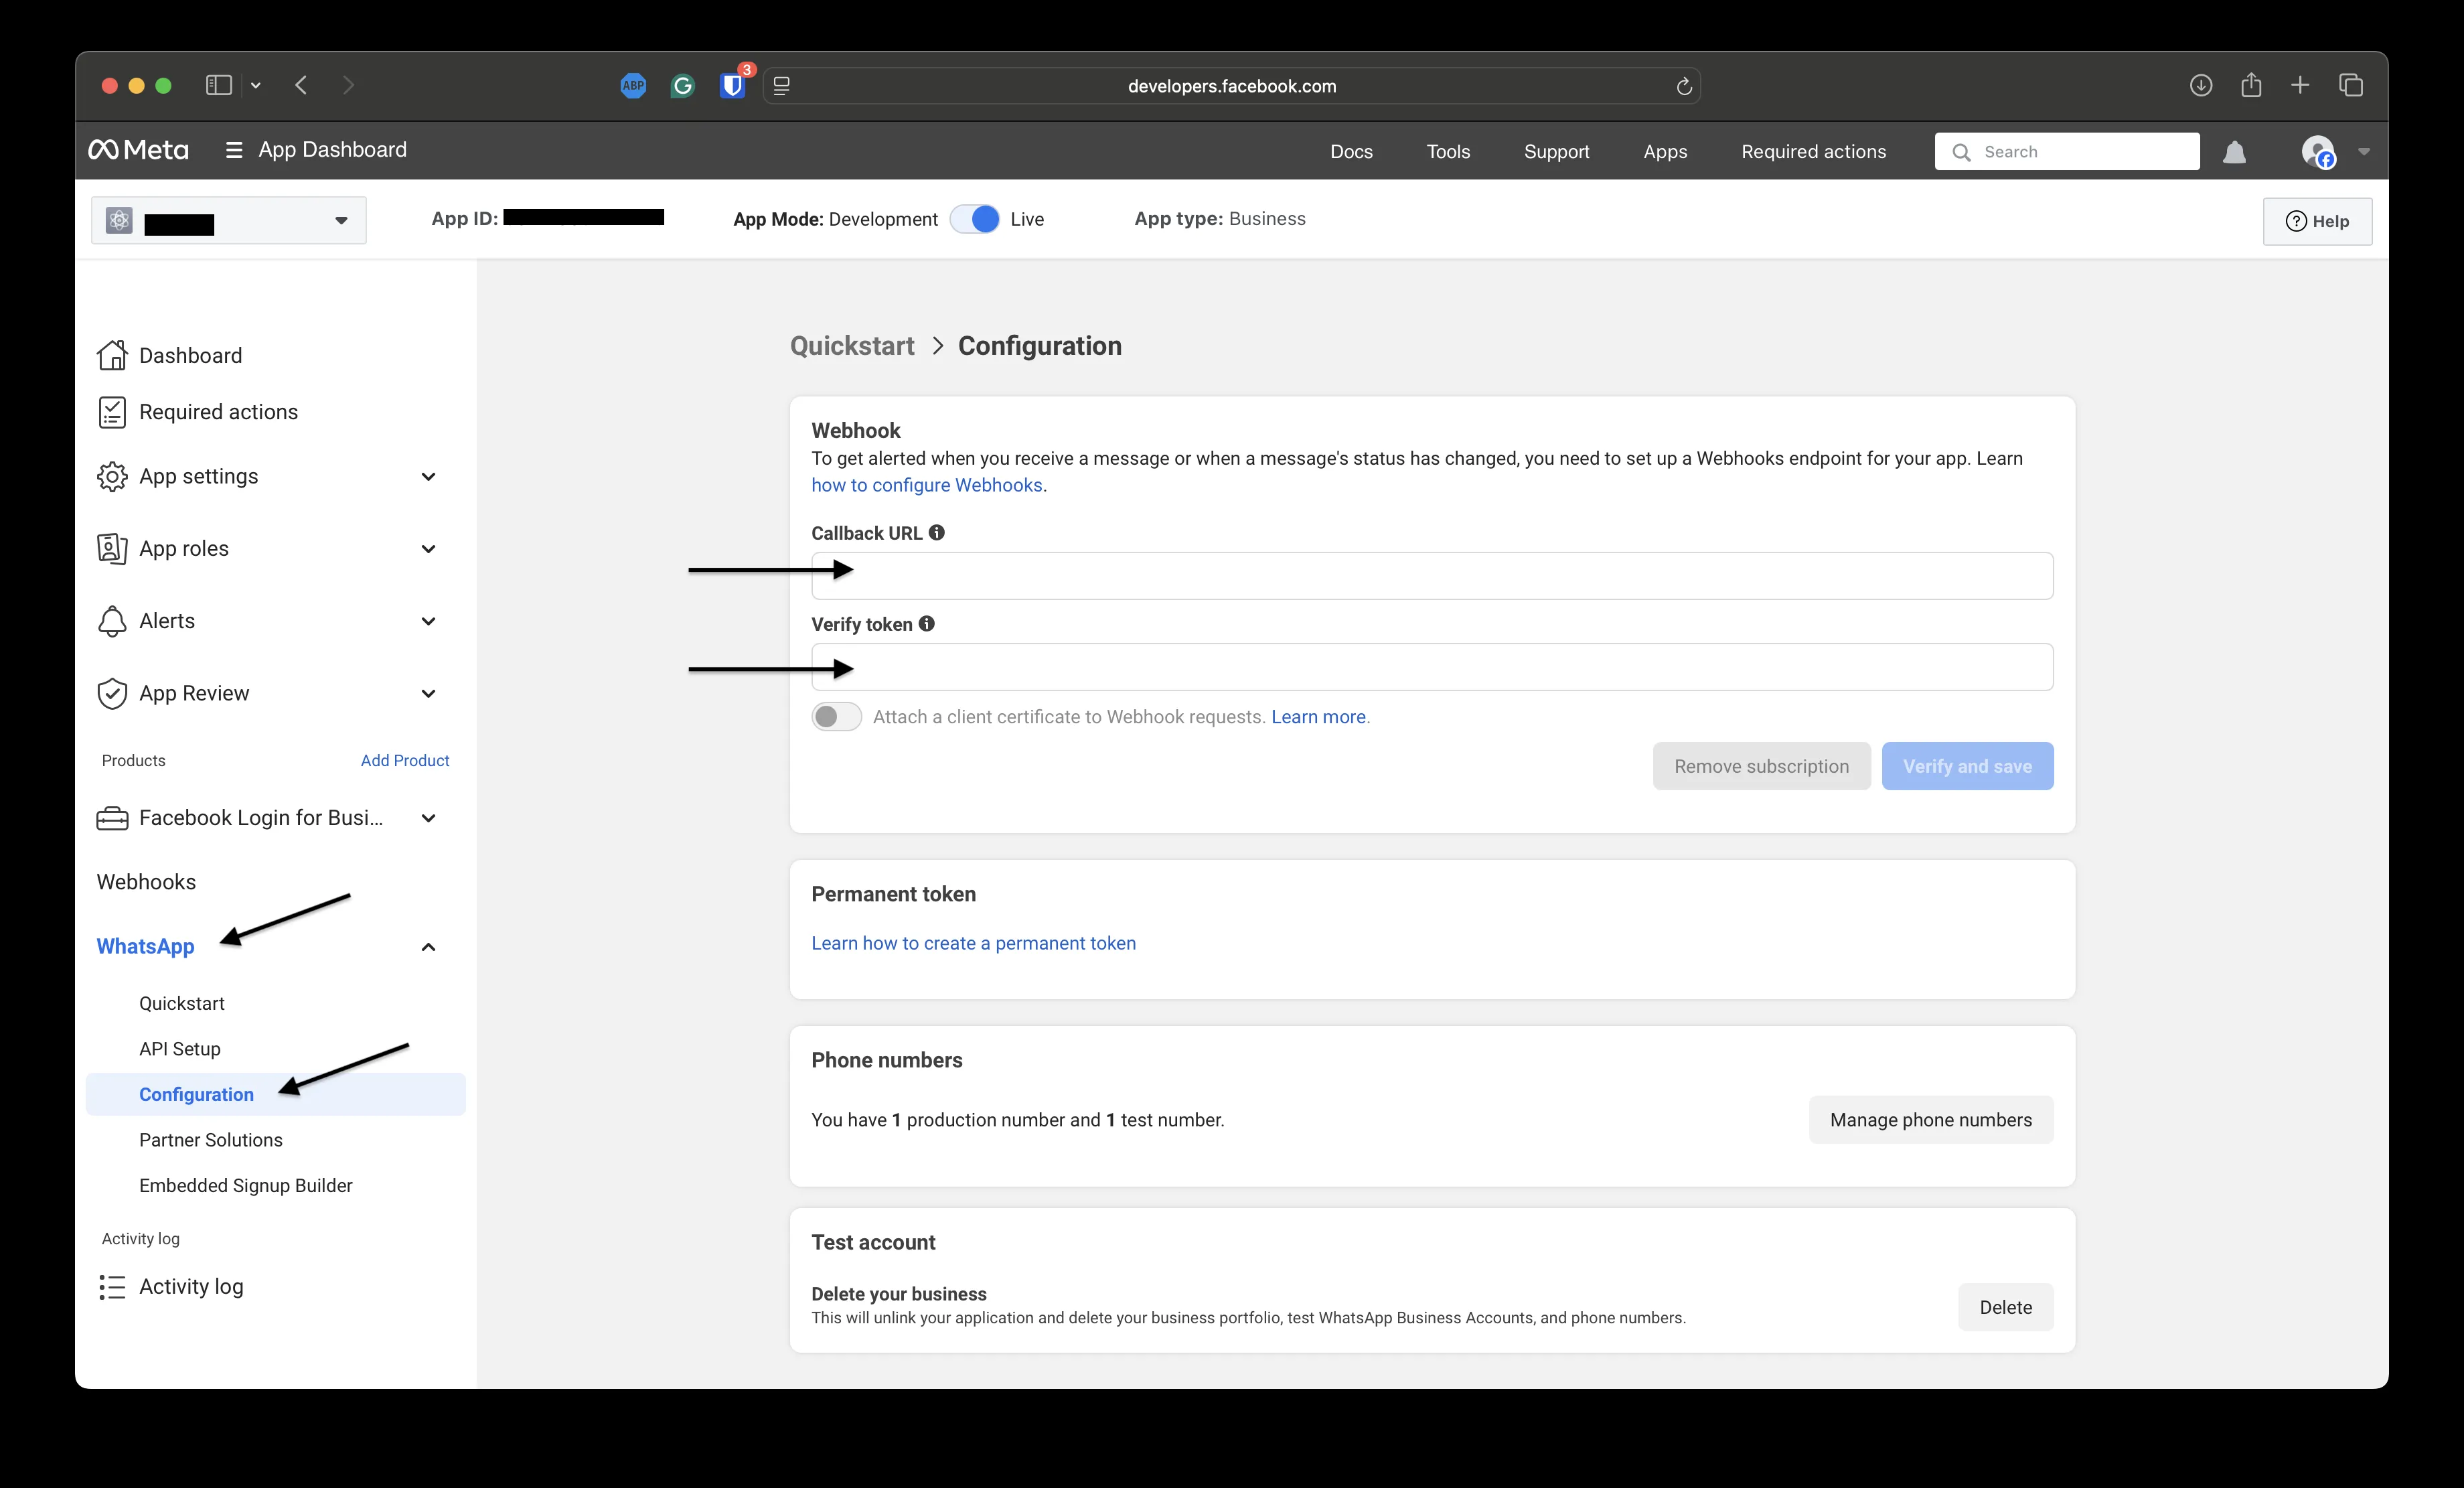 ABP
3
developers.facebook.com
Meta
App Dashboard
Docs
Tools
Support
Apps
Required actions
Search
App ID:
App Mode: Development
Live
App type: Business
Help
Dashboard
Required actions
App settings
App roles
Alerts
App Review
Products
Add Product
Facebook Login for Busi...
Webhooks
WhatsApp
Quickstart
API Setup
Configuration
Partner Solutions
Embedded Signup Builder
Activity log
Activity log
Quickstart > Configuration
Webhook
To get alerted when you receive a message or when a message's status has changed, you need to set up a Webhooks endpoint for your app. Learn
how to configure Webhooks.
Callback URL
Verify token
Attach a client certificate to Webhook requests. Learn more.
Remove subscription
Verify and save
Permanent token
Learn how to create a permanent token
Phone numbers
You have 1 production number and 1 test number.
Manage phone numbers
Test account
Delete your business
This will unlink your application and delete your business portfolio, test WhatsApp Business Accounts, and phone numbers.
Delete